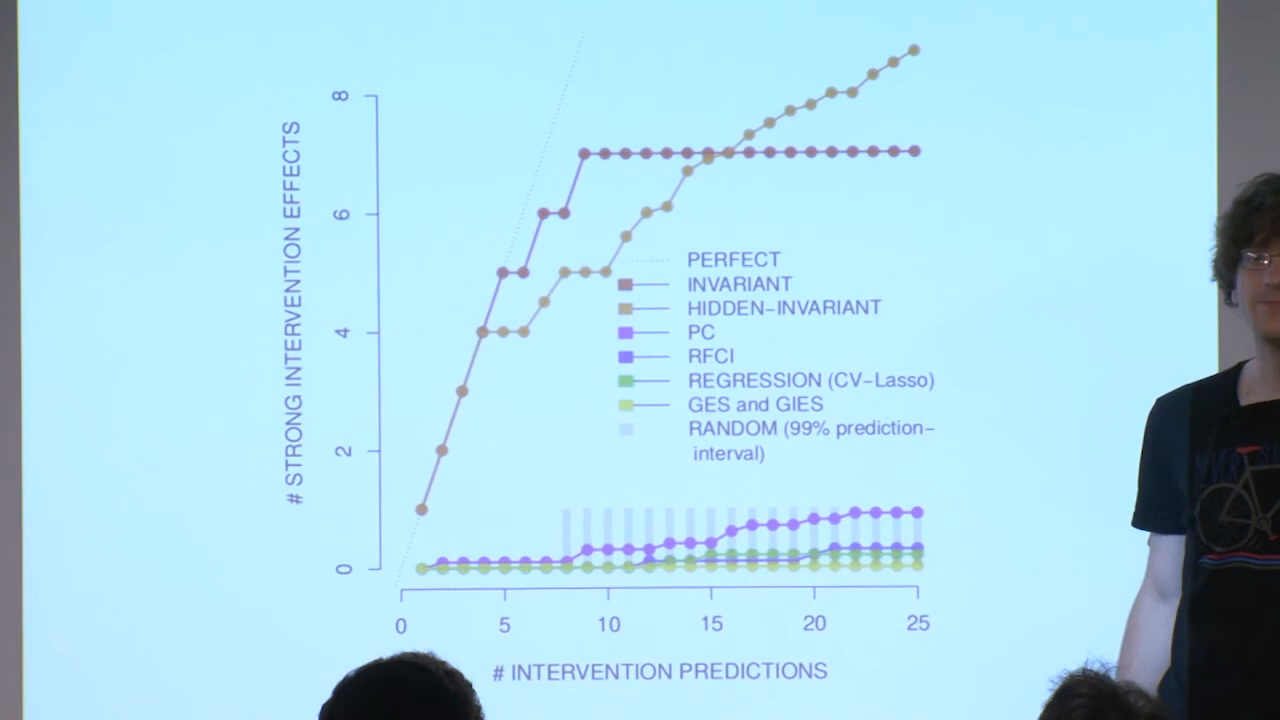 # STRONG INTERVENTION EFFECTS
8
6
4
2
0
PERFECT
INVARIANT
HIDDEN–INVARIANT
PC
RFCI
REGRESSION (CV–Lasso)
GES and GIES
RANDOM (99% prediction–
interval)
0 5 10 15 20 25
# INTERVENTION PREDICTIONS